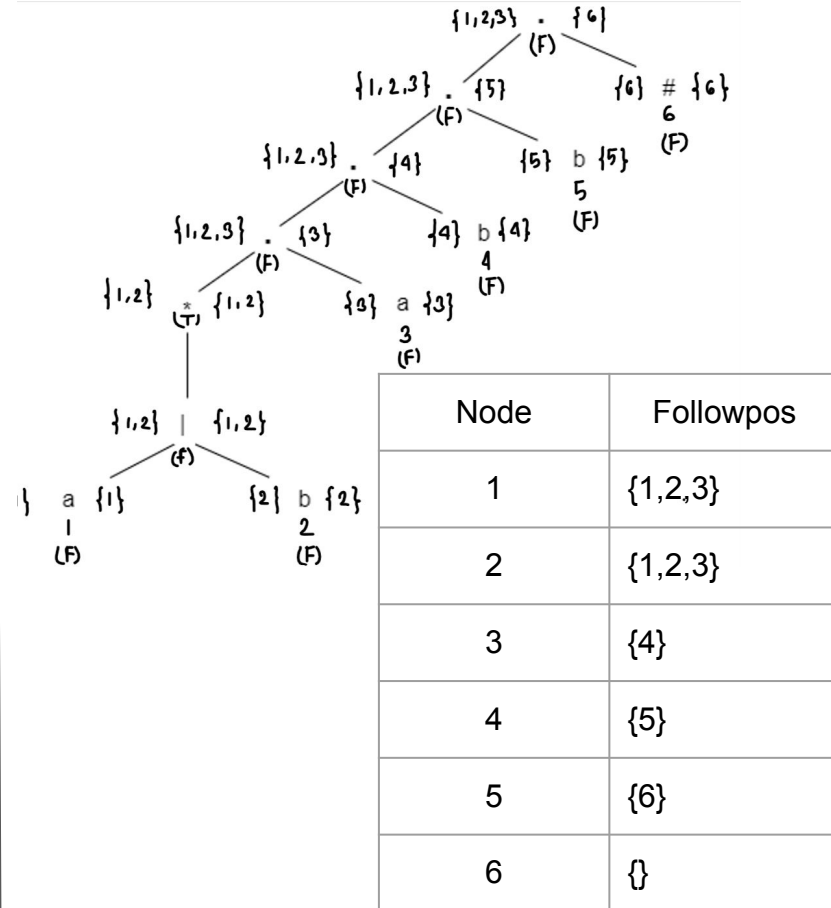 {1,2,3} . {6}
(F)
{1,2,3} . {5} {6} # {6}
(F) 6
(F)
{1,2,3} . {4} {5} b {5}
(F) 5
(F)
{1,2,3} . {3} {4} b {4}
(F) 4
(F)
{1,2} * {1,2} {3} a {3}
(T) 3
(F)
{1,2} | {1,2}
(f)
} a {1} {2} b {2}
1 2
(F) (F)
Node Followpos
1 {1,2,3}
2 {1,2,3}
3 {4}
4 {5}
5 {6}
6 {}